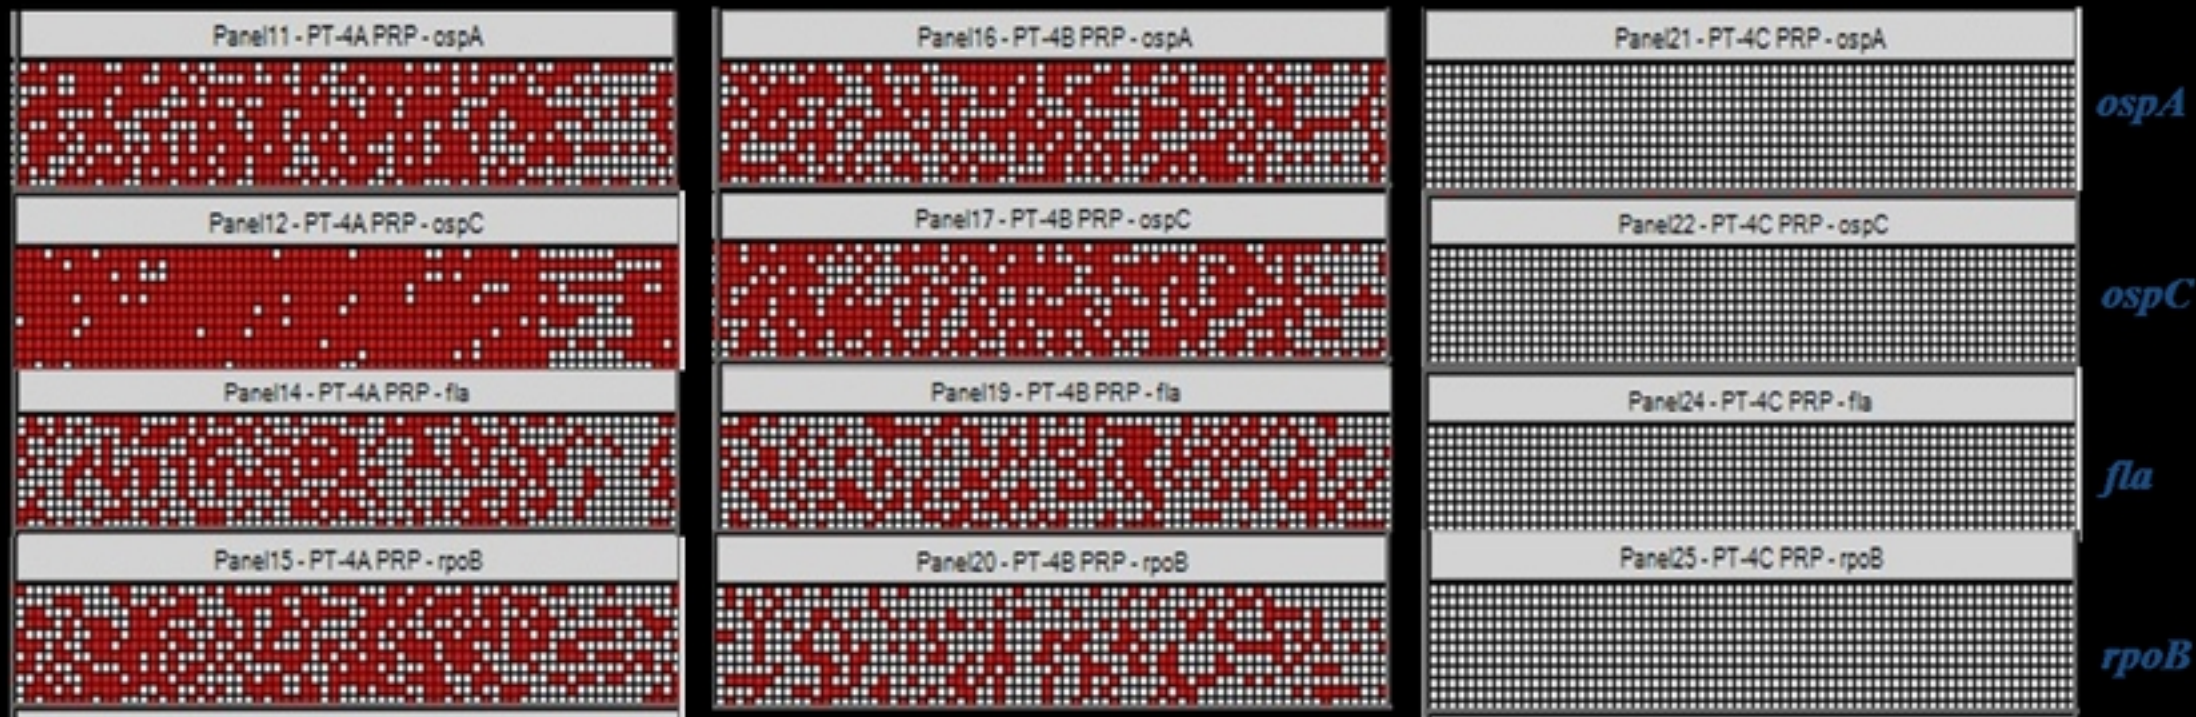 Panel11 - PT-4A PRP - ospA
Panel16 - PT-4B PRP - ospA
Panel21 - PT-4C PRP - ospA
ospA
Panel12 - PT-4A PRP - ospC
Panel17 - PT-4B PRP - ospC
Panel22 - PT-4C PRP - ospC
ospC
Panel14 - PT-4A PRP - fla
Panel19 - PT-4B PRP - fla
Panel24 - PT-4C PRP - fla
fla
Panel15 - PT-4A PRP - rpoB
Panel20 - PT-4B PRP - rpoB
Panel25 - PT-4C PRP - rpoB
rpoB